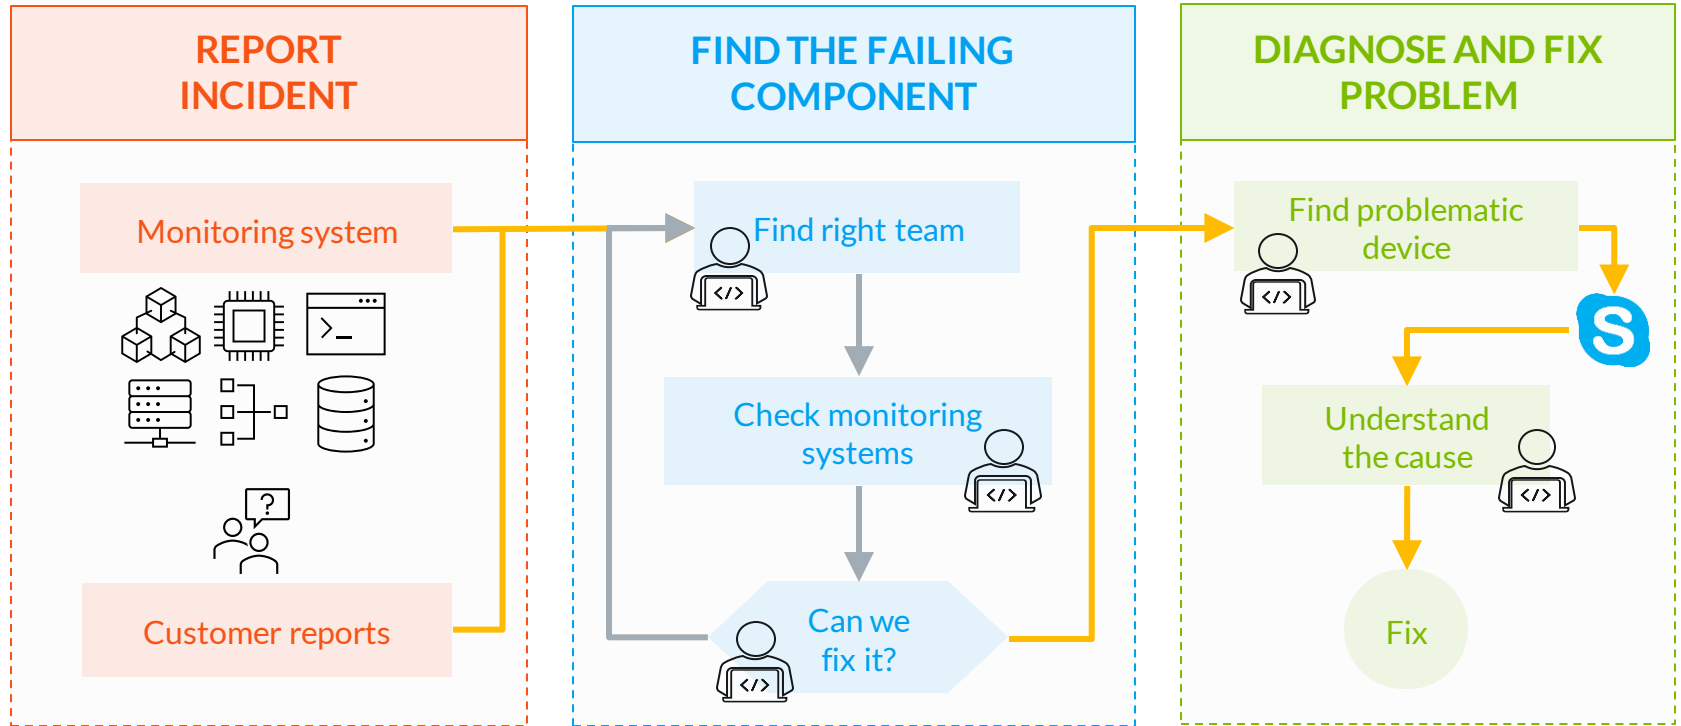 REPORT
INCIDENT
Monitoring system
>_
?
Customer reports
FIND THE FAILING
COMPONENT
Find right team
</>
Check monitoring
systems
</>
Can we
fix it?
</>
DIAGNOSE AND FIX
PROBLEM
Find problematic
device
</>
S
Understand
the cause
</>
Fix